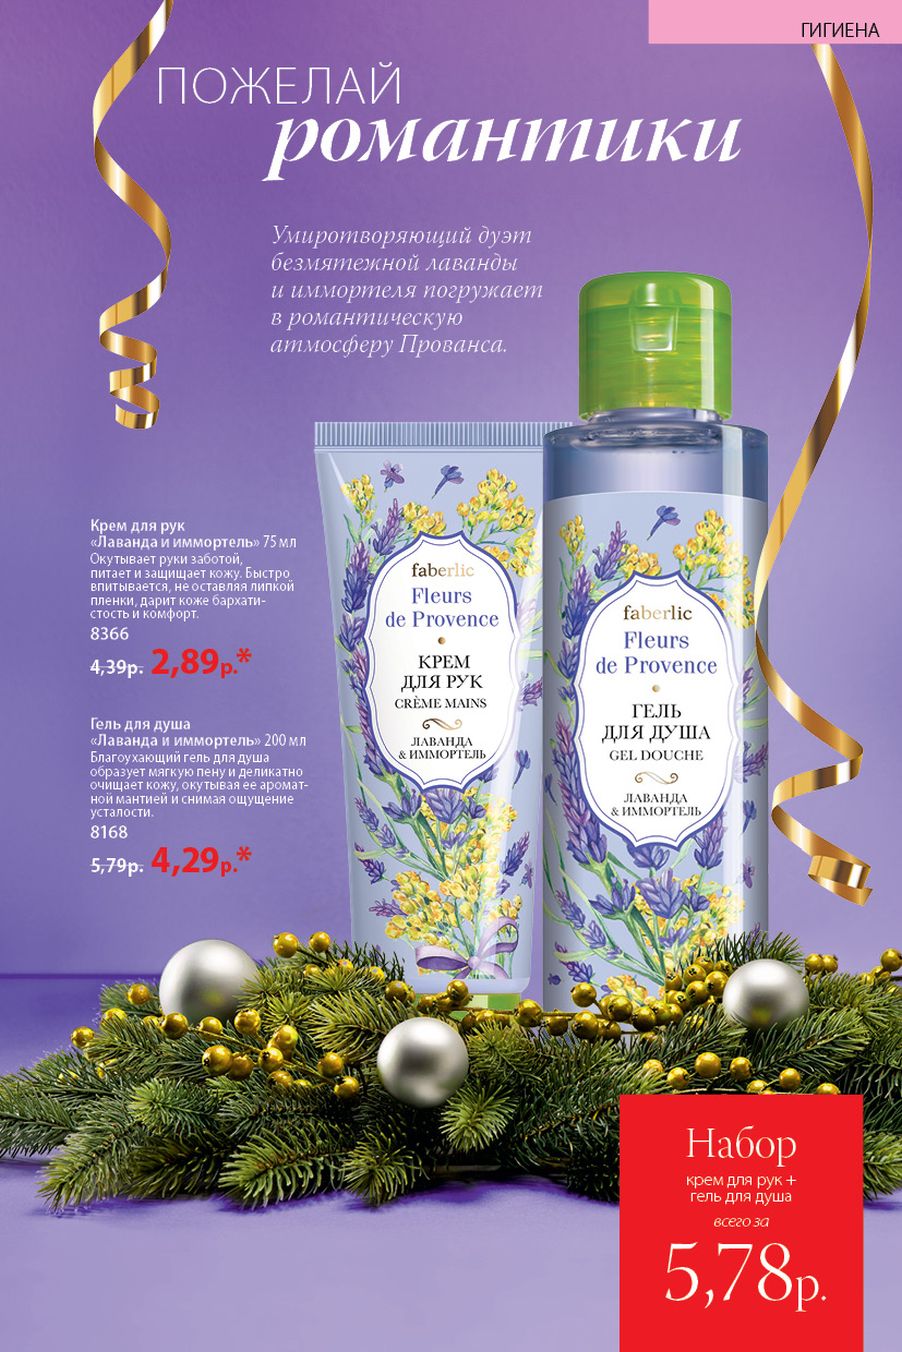 ГИГИЕНА
ПОЖЕЛАЙ
романтики
Умиротворяющий дуэт
безмятежной лаванды
и иммортеля погружает
в романтическую
атмосферу Прованса.
Крем для рук
«Лаванда и иммортель» 75 мл
Окутывает руки заботой,
питает и защищает кожу. Быстро
впитывается, не оставляя липкой
пленки, дарит коже бархати-
стость и комфорт.
8366
4,39р. 2,89р.*
Гель для душа
«Лаванда и иммортель» 200 мл
Благоухающий гель для душа
образует мягкую пену и деликатно
очищает кожу, окутывая ее аромат-
ной мантией и снимая ощущение
усталости.
8168
5,79р. 4,29р.*
faberlic
Fleurs
de Provence
КРЕМ
ДЛЯ РУК
CRÈME MAINS
ЛАВАНДА
& ИММОРТЕЛЬ
faberlic
Fleurs
de Provence
ГЕЛЬ
ДЛЯ ДУША
GEL DOUCHE
ЛАВАНДА
& ИММОРТЕЛЬ
Набор
крем для рук +
гель для душа
всего за
5,78р.